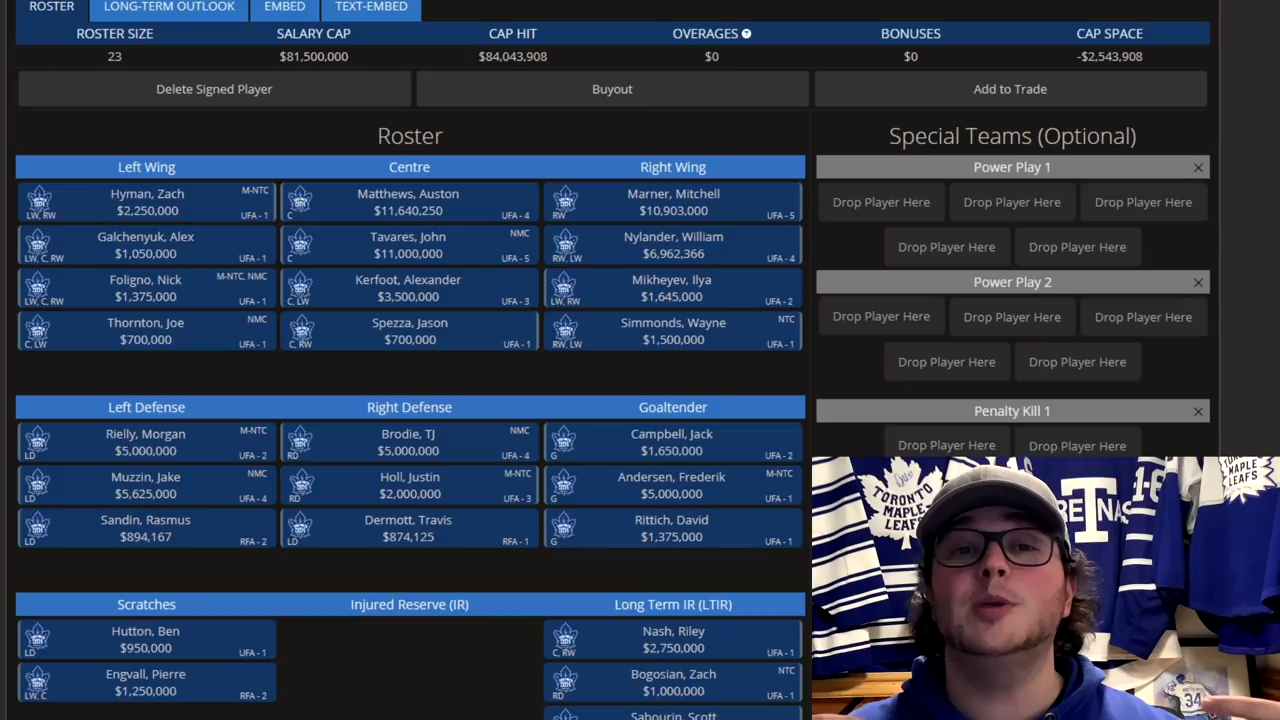 ROSTER LONG-TERM OUTLOOK EMBED TEXT-EMBED
ROSTER SIZE SALARY CAP CAP HIT OVERAGES ? BONUSES CAP SPACE
23 $81,500,000 $84,043,908 $0 $0 -$2,543,908
Delete Signed Player Buyout Add to Trade
Roster Special Teams (Optional)
Left Wing Centre Right Wing Power Play 1 ×
Hyman, Zach M-NTC Matthews, Auston Marner, Mitchell
$2,250,000 $11,640,250 $10,903,000 Drop Player Here Drop Player Here Drop Player Here
LW, RW UFA - 1 C UFA - 4 RW UFA - 5
Galchenyuk, Alex Tavares, John NMC Nylander, William
$1,050,000 $11,000,000 $6,962,366 Drop Player Here Drop Player Here
LW, C, RW UFA - 1 C UFA - 5 RW, LW UFA - 4
Foligno, Nick M-NTC, NMC Kerfoot, Alexander Mikheyev, Ilya Power Play 2 ×
$1,375,000 $3,500,000 $1,645,000
LW, C, RW UFA - 1 C, LW UFA - 3 LW, RW UFA - 2
Thornton, Joe NMC Spezza, Jason Simmonds, Wayne NTC Drop Player Here Drop Player Here Drop Player Here
$700,000 $700,000 $1,500,000
C, LW UFA - 1 C, RW UFA - 1 RW, LW UFA - 1
Drop Player Here Drop Player Here
Left Defense Right Defense Goaltender Penalty Kill 1 ×
Rielly, Morgan M-NTC Brodie, TJ NMC Campbell, Jack
$5,000,000 $5,000,000 $1,650,000 Drop Player Here Drop Player Here
LD UFA - 2 RD UFA - 4 G UFA - 2
Muzzin, Jake NMC Holl, Justin M-NTC Andersen, Frederik M-NTC
$5,625,000 $2,000,000 $5,000,000
LD UFA - 4 RD UFA - 3 G UFA - 1
Sandin, Rasmus Dermott, Travis Rittich, David
$894,167 $874,125 $1,375,000
LD RFA - 2 LD RFA - 1 G UFA - 1
Scratches Injured Reserve (IR) Long Term IR (LTIR)
Hutton, Ben Nash, Riley
$950,000 $2,750,000
LD UFA - 1 C, RW UFA - 1
Engvall, Pierre Bogosian, Zach NTC
$1,250,000 $1,000,000
LW, C RFA - 2 RD UFA - 1
Sabourin, Scott
TORONTO
MAPLE
LEAFS
T
MAPLE
LEAFS
34